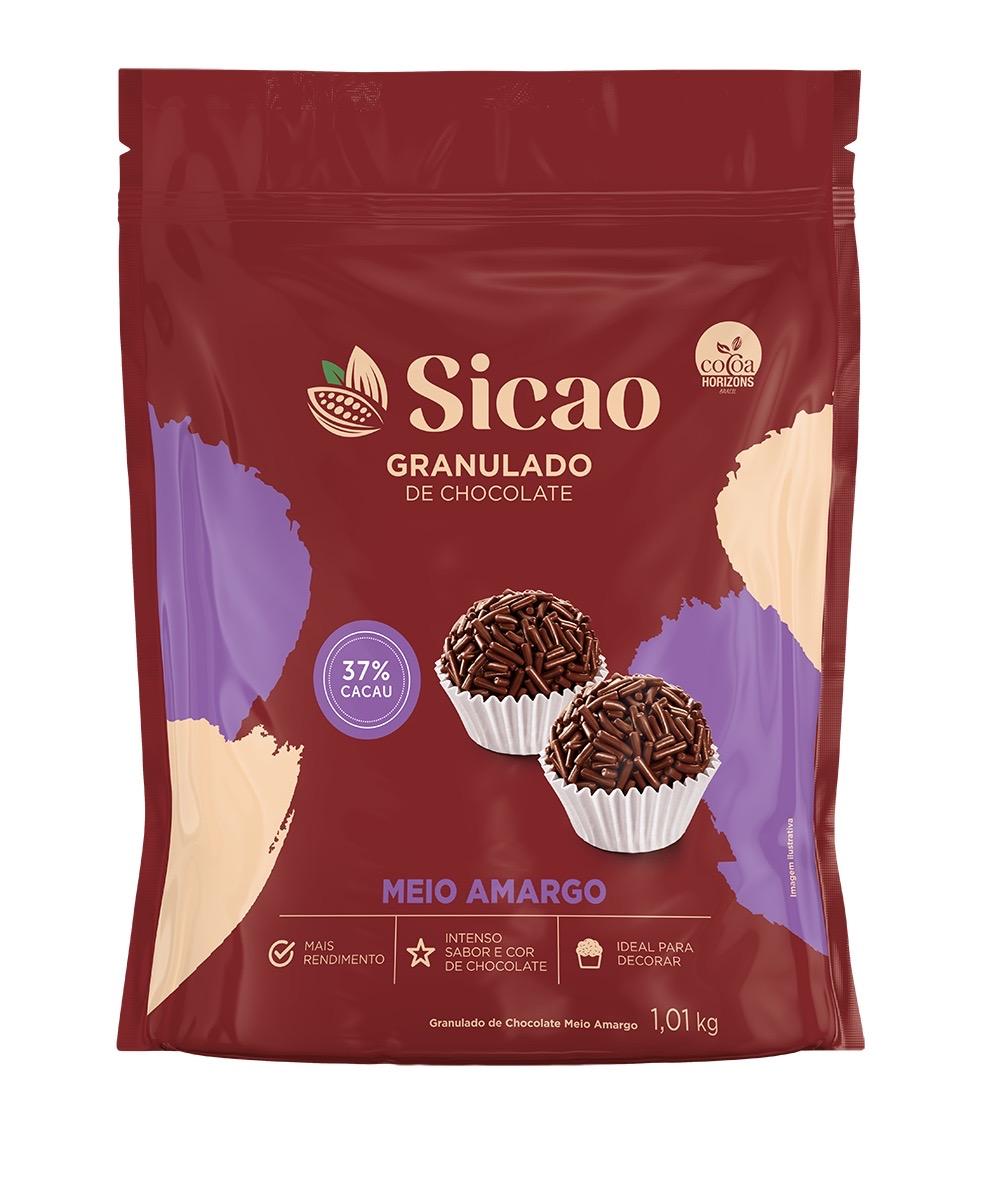 Sicao
cocoa
HORIZONS
BRASIL
GRANULADO
DE CHOCOLATE
37%
CACAU
Imagem ilustrativa
MEIO AMARGO
MAIS
RENDIMENTO
INTENSO
SABOR E COR
DE CHOCOLATE
IDEAL PARA
DECORAR
Granulado de Chocolate Meio Amargo 1,01 kg